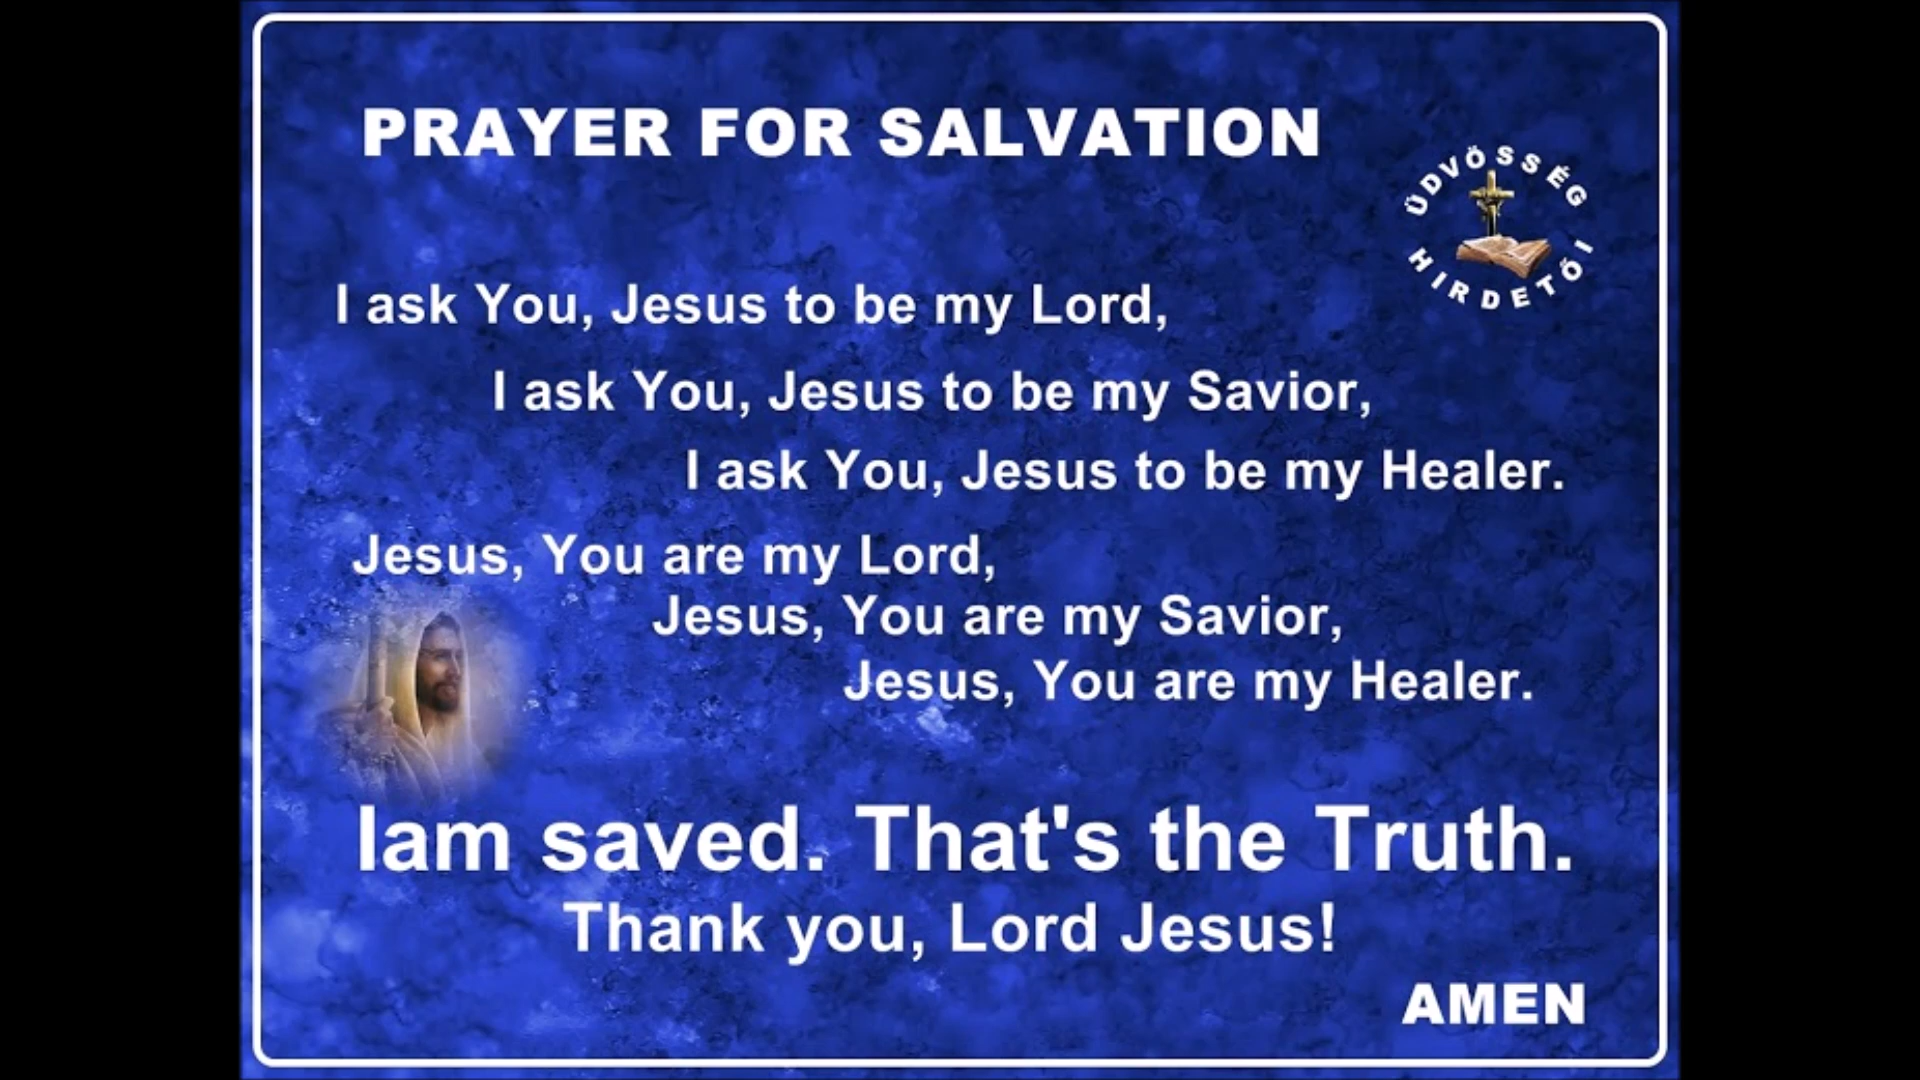 PRAYER FOR SALVATION
ÜDVÖSSÉG
HIRDETŐI
I ask You, Jesus to be my Lord,
I ask You, Jesus to be my Savior,
I ask You, Jesus to be my Healer.
Jesus, You are my Lord,
Jesus, You are my Savior,
Jesus, You are my Healer.
Iam saved. That's the Truth.
Thank you, Lord Jesus!
AMEN